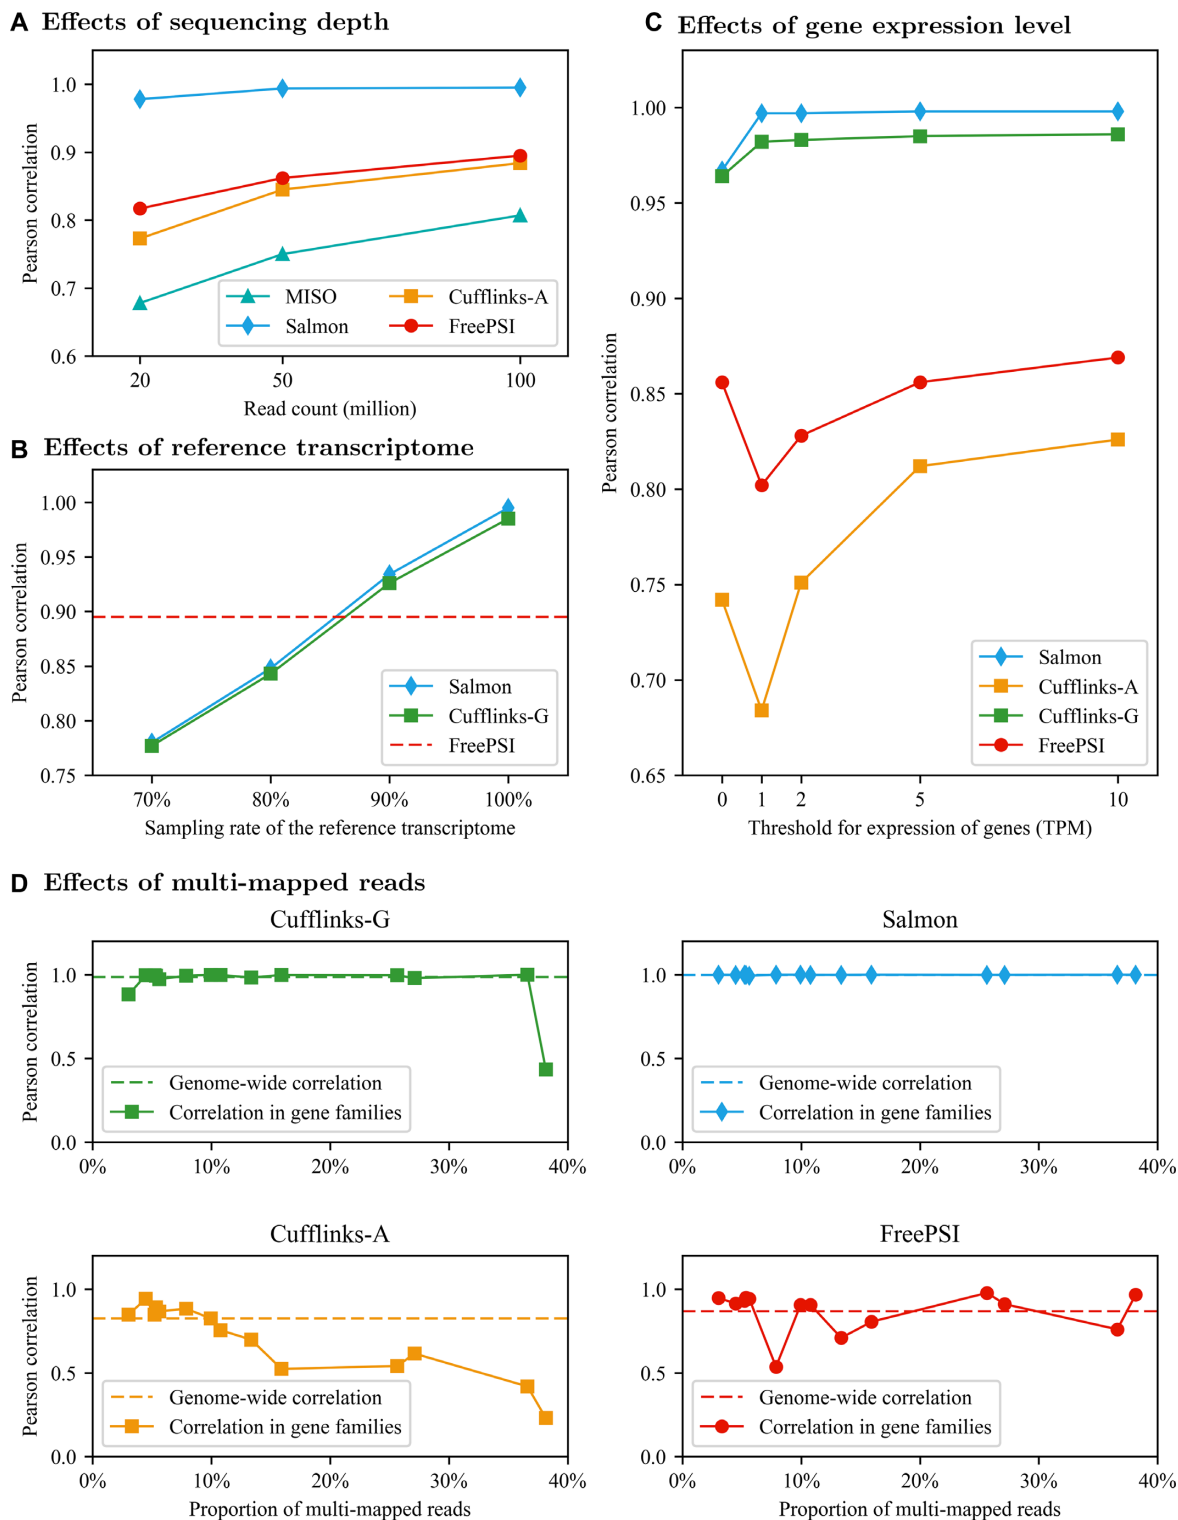 A Effects of sequencing depth
1.0
0.9
0.8
0.7
0.6
Pearson correlation
MISO
Salmon
Cufflinks-A
FreePSI
20 50 100
Read count (million)
B Effects of reference transcriptome
1.00
0.95
0.90
0.85
0.80
0.75
Pearson correlation
Salmon
Cufflinks-G
FreePSI
70% 80% 90% 100%
Sampling rate of the reference transcriptome
C Effects of gene expression level
1.00
0.95
0.90
0.85
0.80
0.75
0.70
0.65
Pearson correlation
Salmon
Cufflinks-A
Cufflinks-G
FreePSI
0 1 2 5 10
Threshold for expression of genes (TPM)
D Effects of multi-mapped reads
Cufflinks-G
1.0
0.5
0.0
Pearson correlation
Genome-wide correlation
Correlation in gene families
0% 10% 20% 30% 40%
Salmon
1.0
0.5
0.0
Genome-wide correlation
Correlation in gene families
0% 10% 20% 30% 40%
Cufflinks-A
1.0
0.5
0.0
Pearson correlation
Genome-wide correlation
Correlation in gene families
0% 10% 20% 30% 40%
Proportion of multi-mapped reads
FreePSI
1.0
0.5
0.0
Genome-wide correlation
Correlation in gene families
0% 10% 20% 30% 40%
Proportion of multi-mapped reads